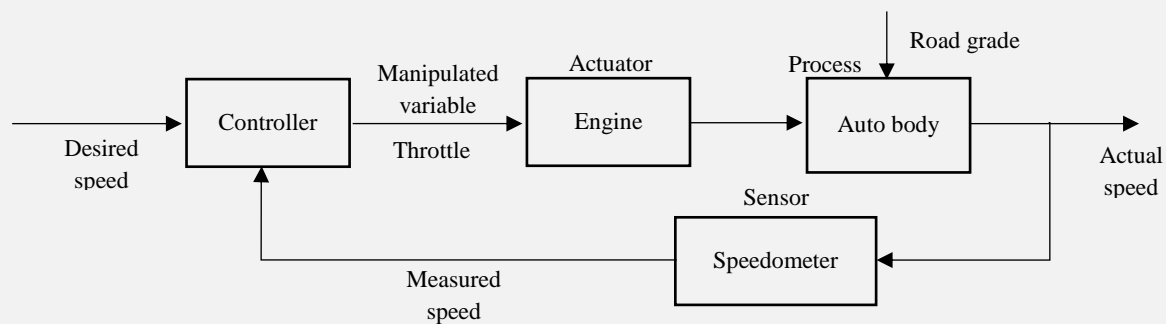 Road grade
Actuator
Process
Manipulated
variable
Controller
Engine
Auto body
Desired
speed
Throttle
Actual
speed
Sensor
Speedometer
Measured
speed